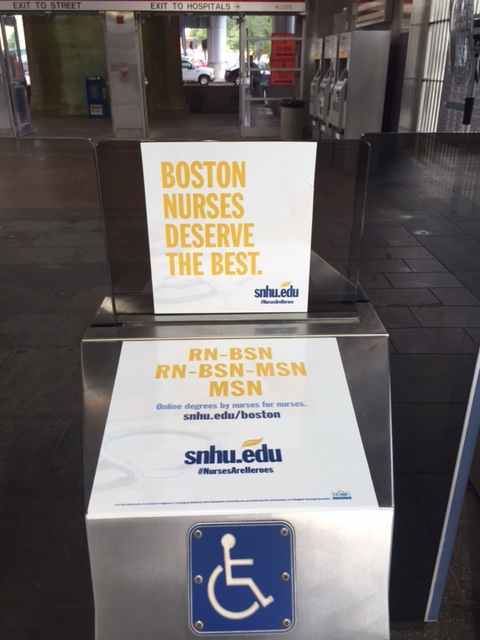 EXIT TO STREET
EXIT TO HOSPITALS →
BOSTON
NURSES
DESERVE
THE BEST.
snhu.edu
#NursesAreHeroes
RN-BSN
RN-BSN-MSN
MSN
Online degrees by nurses for nurses.
snhu.edu/boston
snhu.edu
#NursesAreHeroes
CCNE